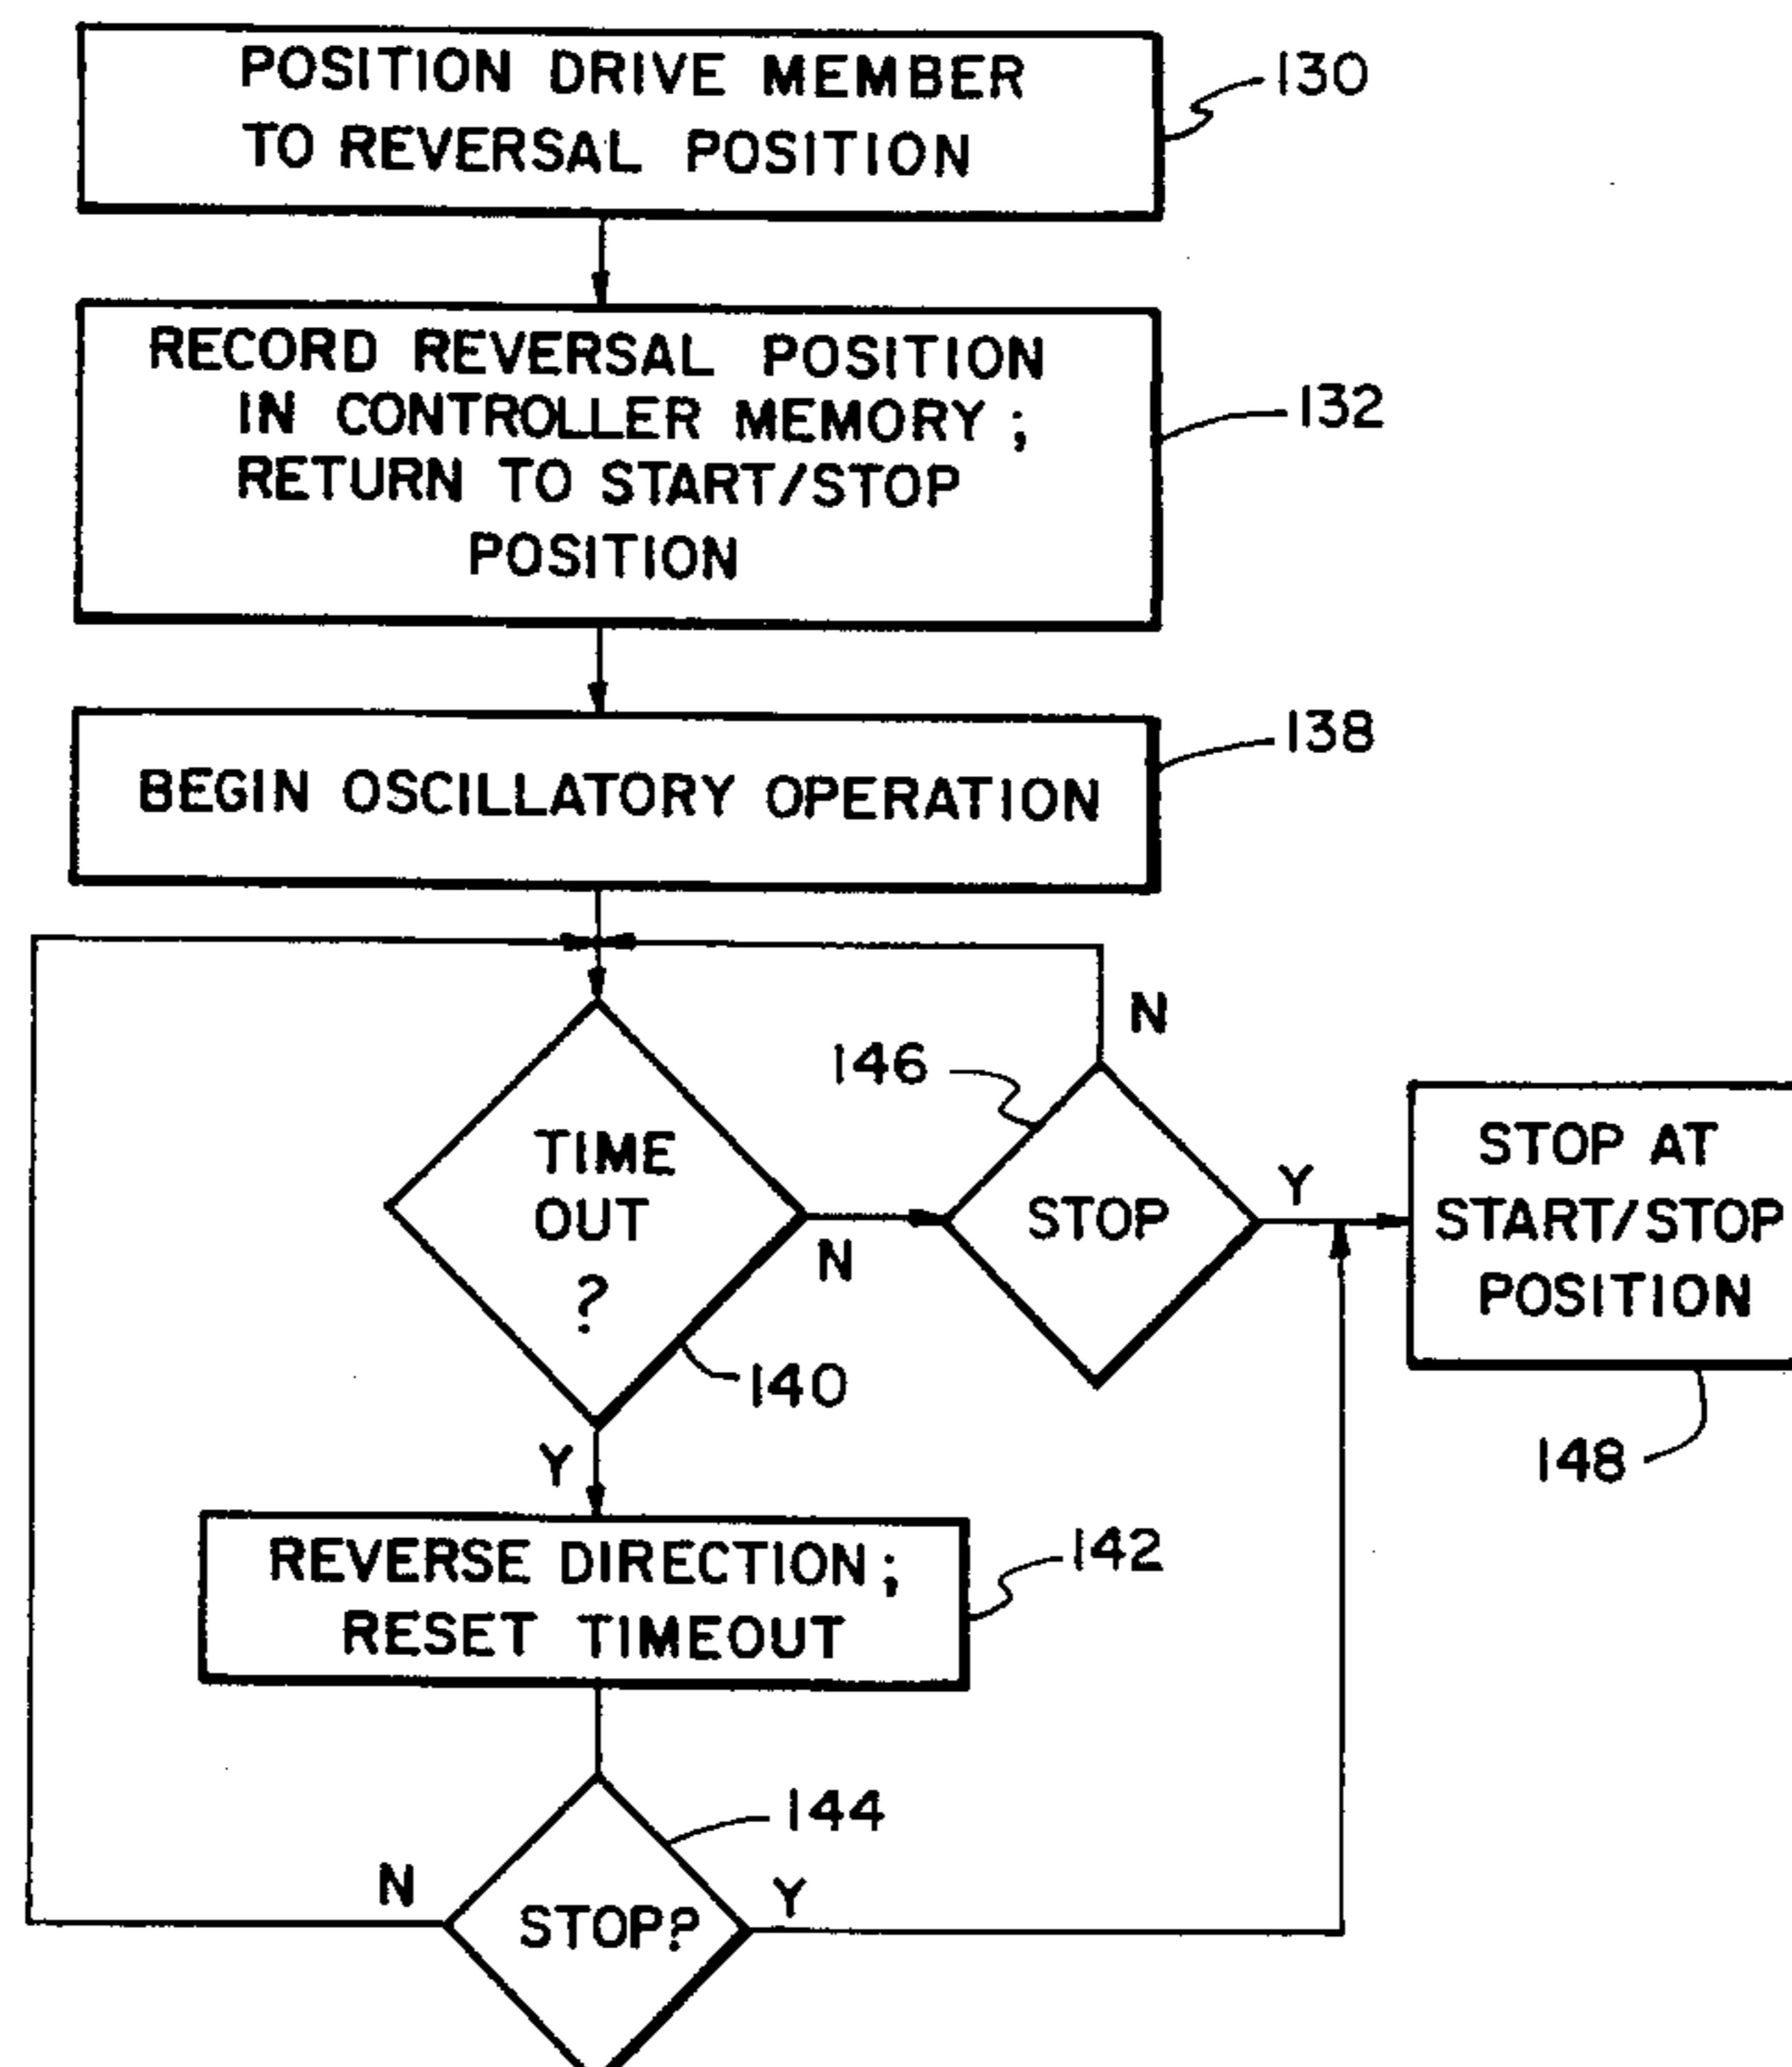 POSITION DRIVE MEMBER
TO REVERSAL POSITION
130
RECORD REVERSAL POSITION
IN CONTROLLER MEMORY;
RETURN TO START/STOP
POSITION
132
BEGIN OSCILLATORY OPERATION
138
N
146
TIME
OUT
?
N
140
STOP
Y
STOP AT
START/STOP
POSITION
148
Y
REVERSE DIRECTION;
RESET TIMEOUT
142
144
N
STOP?
Y